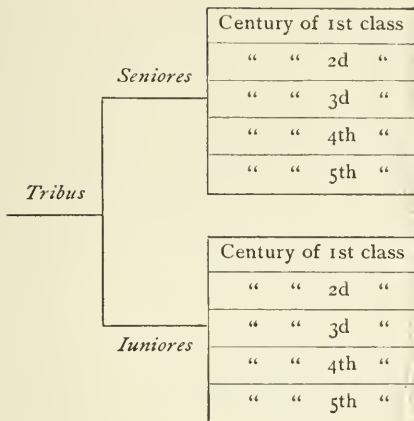 Century of 1st class
“ “ 2d “
Seniores
“ “ 3d “
“ “ 4th “
“ “ 5th “
Tribus
Century of 1st class
“ “ 2d “
“ “ 3d “
Iuniores
“ “ 4th “
“ “ 5th “